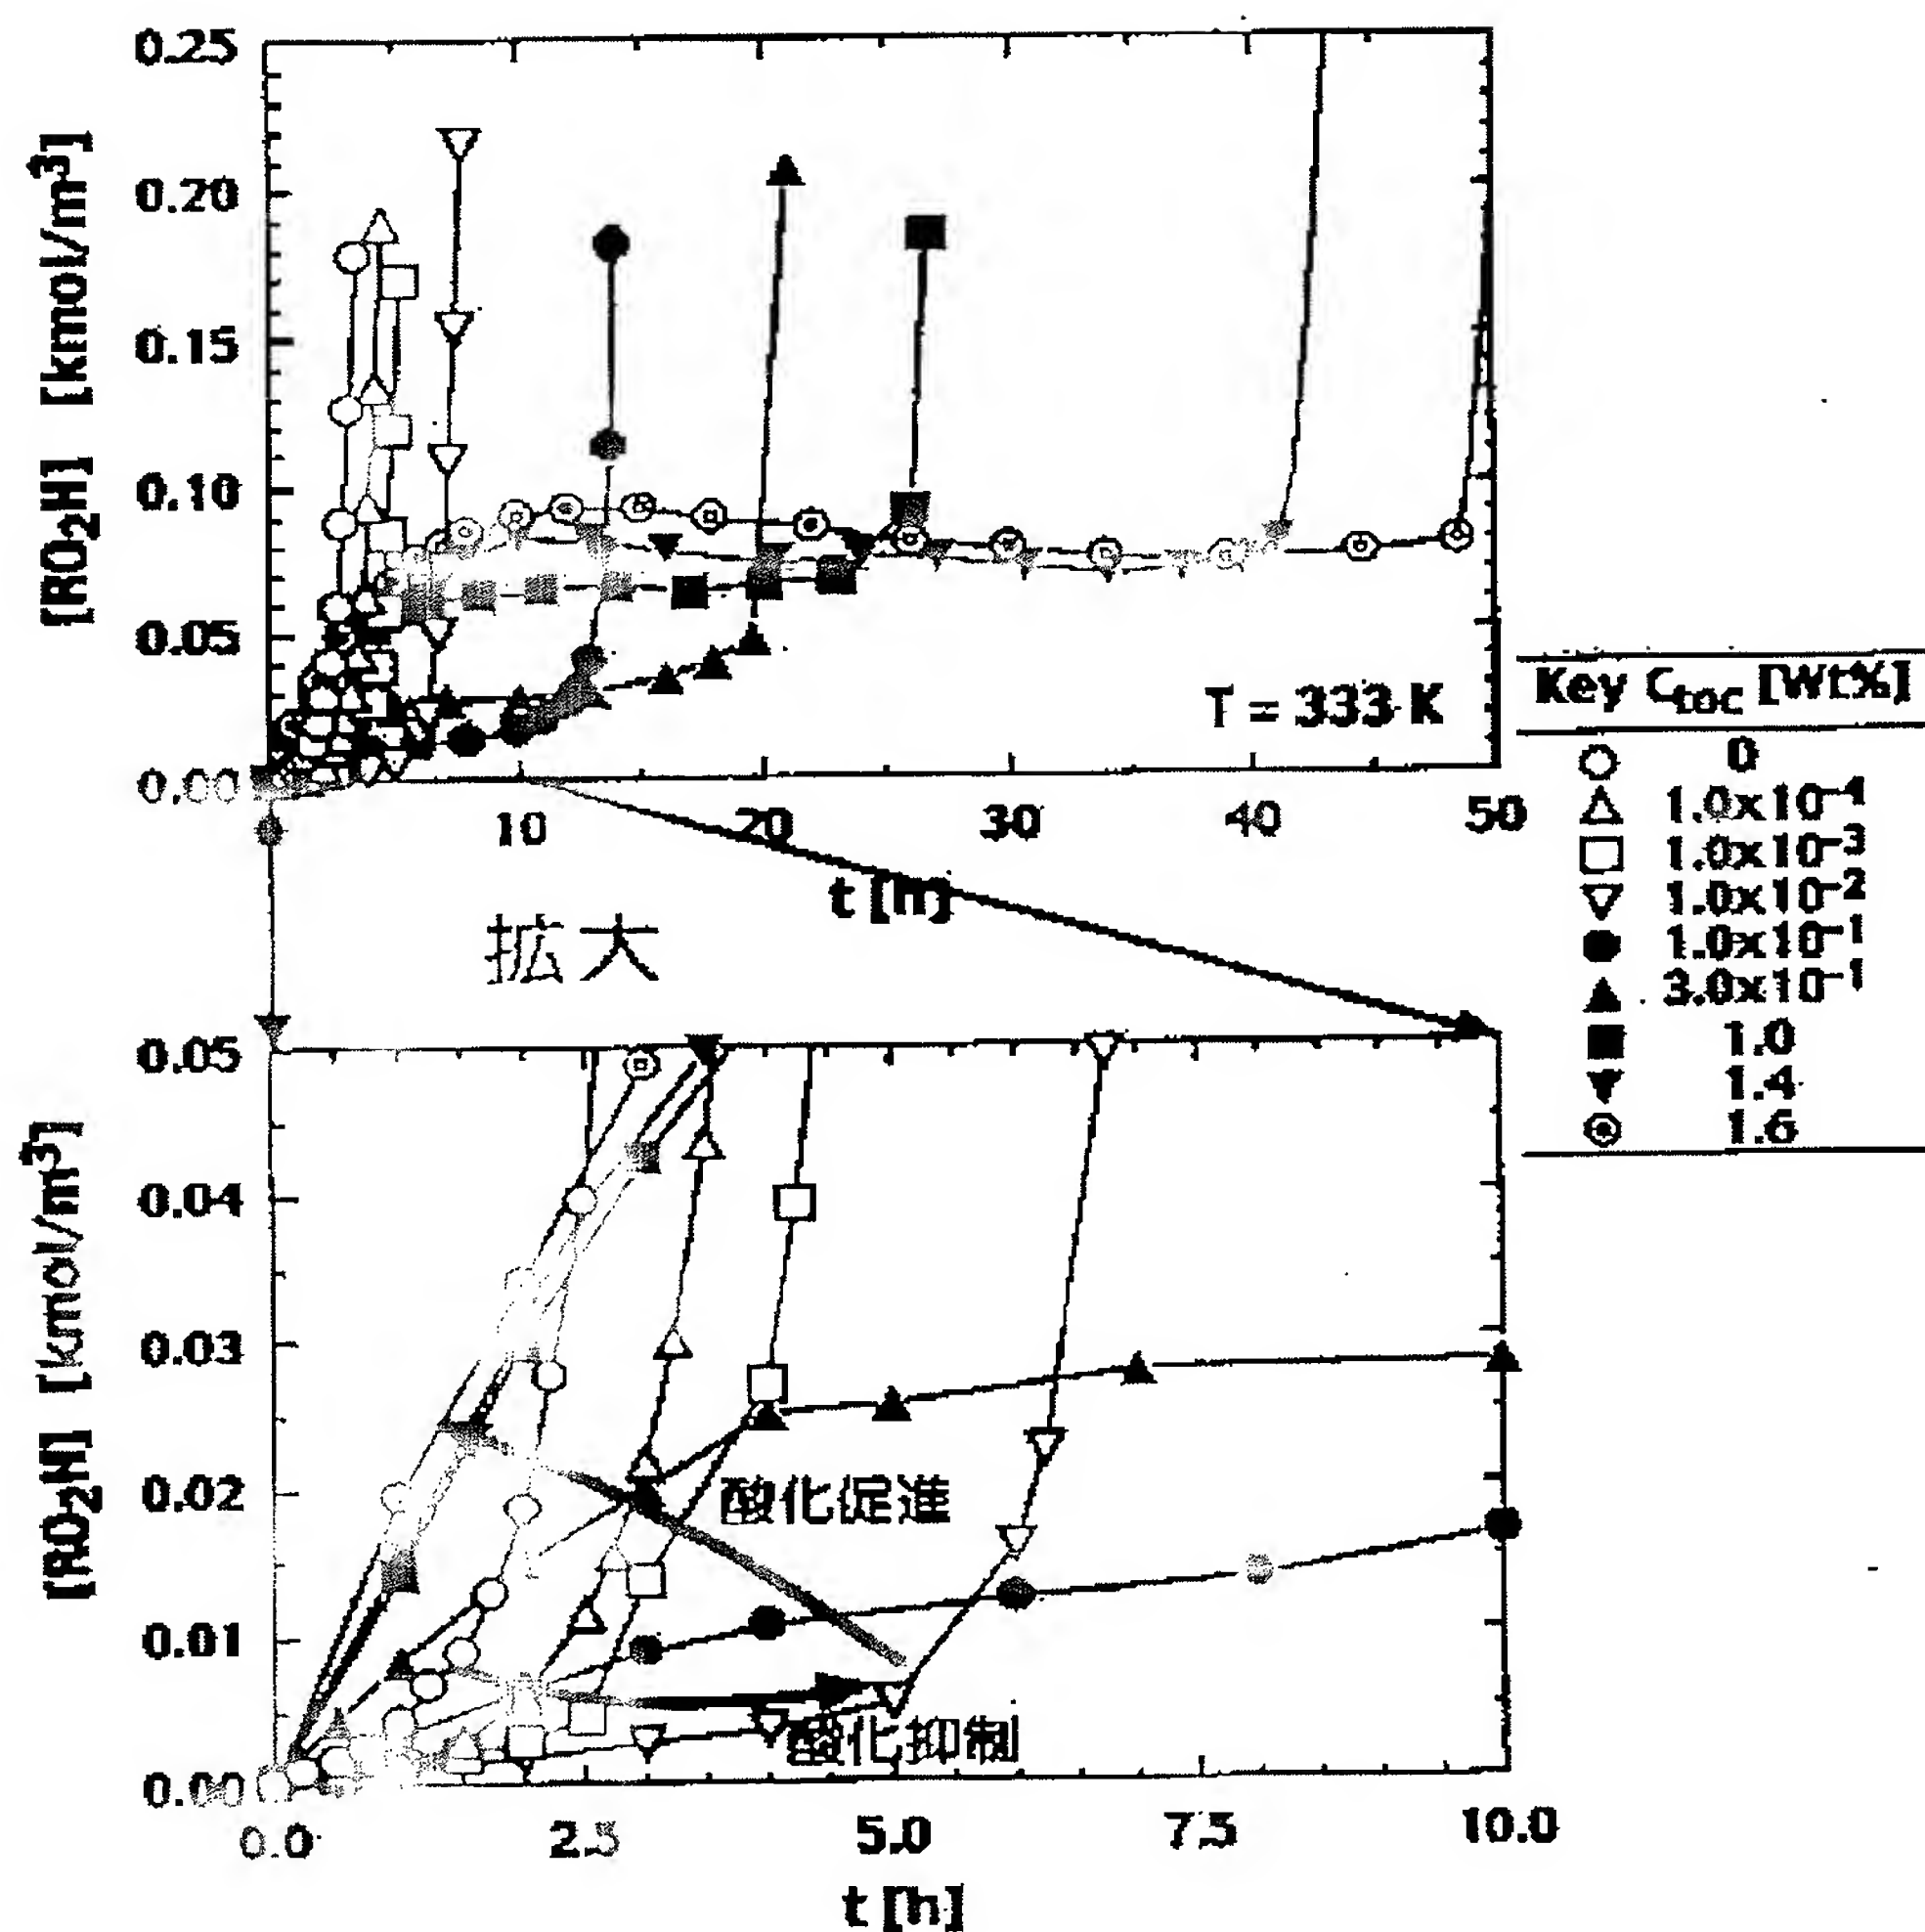 0.25
0.20
0.15
0.10
0.05
0.00
[RO2H] [kmol/m³]
T = 333 K
10 20 30 40 50
t [h]
Key Ctoc [Wt%]
○ 0
△ 1.0x10⁻⁴
□ 1.0x10⁻³
▽ 1.0x10⁻²
● 1.0x10⁻¹
▲ 3.0x10⁻¹
■ 1.0
▼ 1.4
◎ 1.6
拡大
0.05
0.04
0.03
0.02
0.01
0.00
[RO2H] [kmol/m³]
酸化促進
酸化抑制
0.0 2.5 5.0 7.5 10.0
t [h]